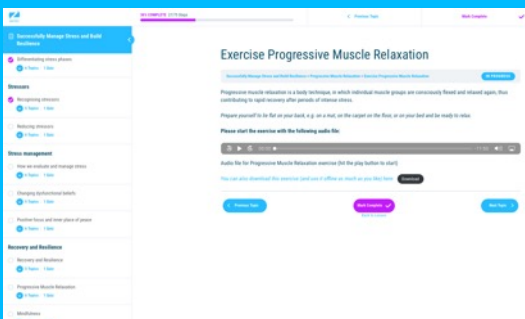 Successfully Manage Stress and Build
Resilience
Differentiating stress phases
Stressors
Recognising stressors
Reducing stressors
Stress management
How we evaluate and manage stress
Changing dysfunctional beliefs
Positive focus and inner place of peace
Recovery and Resilience
Recovery and Resilience
Progressive Muscle Relaxation
Mindfulness
Previous Topic
Mark Complete
Exercise Progressive Muscle Relaxation
Successfully Manage Stress and Build Resilience > Progressive Muscle Relaxation > Exercise Progressive Muscle Relaxation
IN PROGRESS
Progressive muscle relaxation is a body technique, in which individual muscle groups are consciously flexed and relaxed again, thus
contributing to rapid recovery after periods of intense stress.
Prepare yourself to lie flat on your back, e.g. on a mat, on the carpet on the floor, or on your bed and be ready to relax.
Please start the exercise with the following audio file:
00:00
Audio file for Progressive Muscle Relaxation exercise (hit the play button to start)
You can also download the exercise (and use it offline as much as you like) here
Download
Previous Topic
Mark Complete
Next Topic